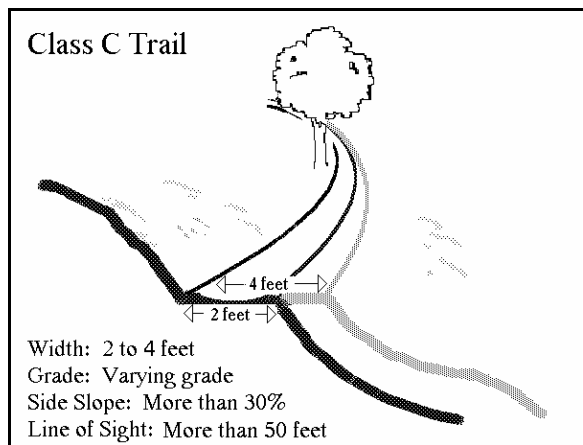 Class C Trail
4 feet
2 feet
Width: 2 to 4 feet
Grade: Varying grade
Side Slope: More than 30%
Line of Sight: More than 50 feet